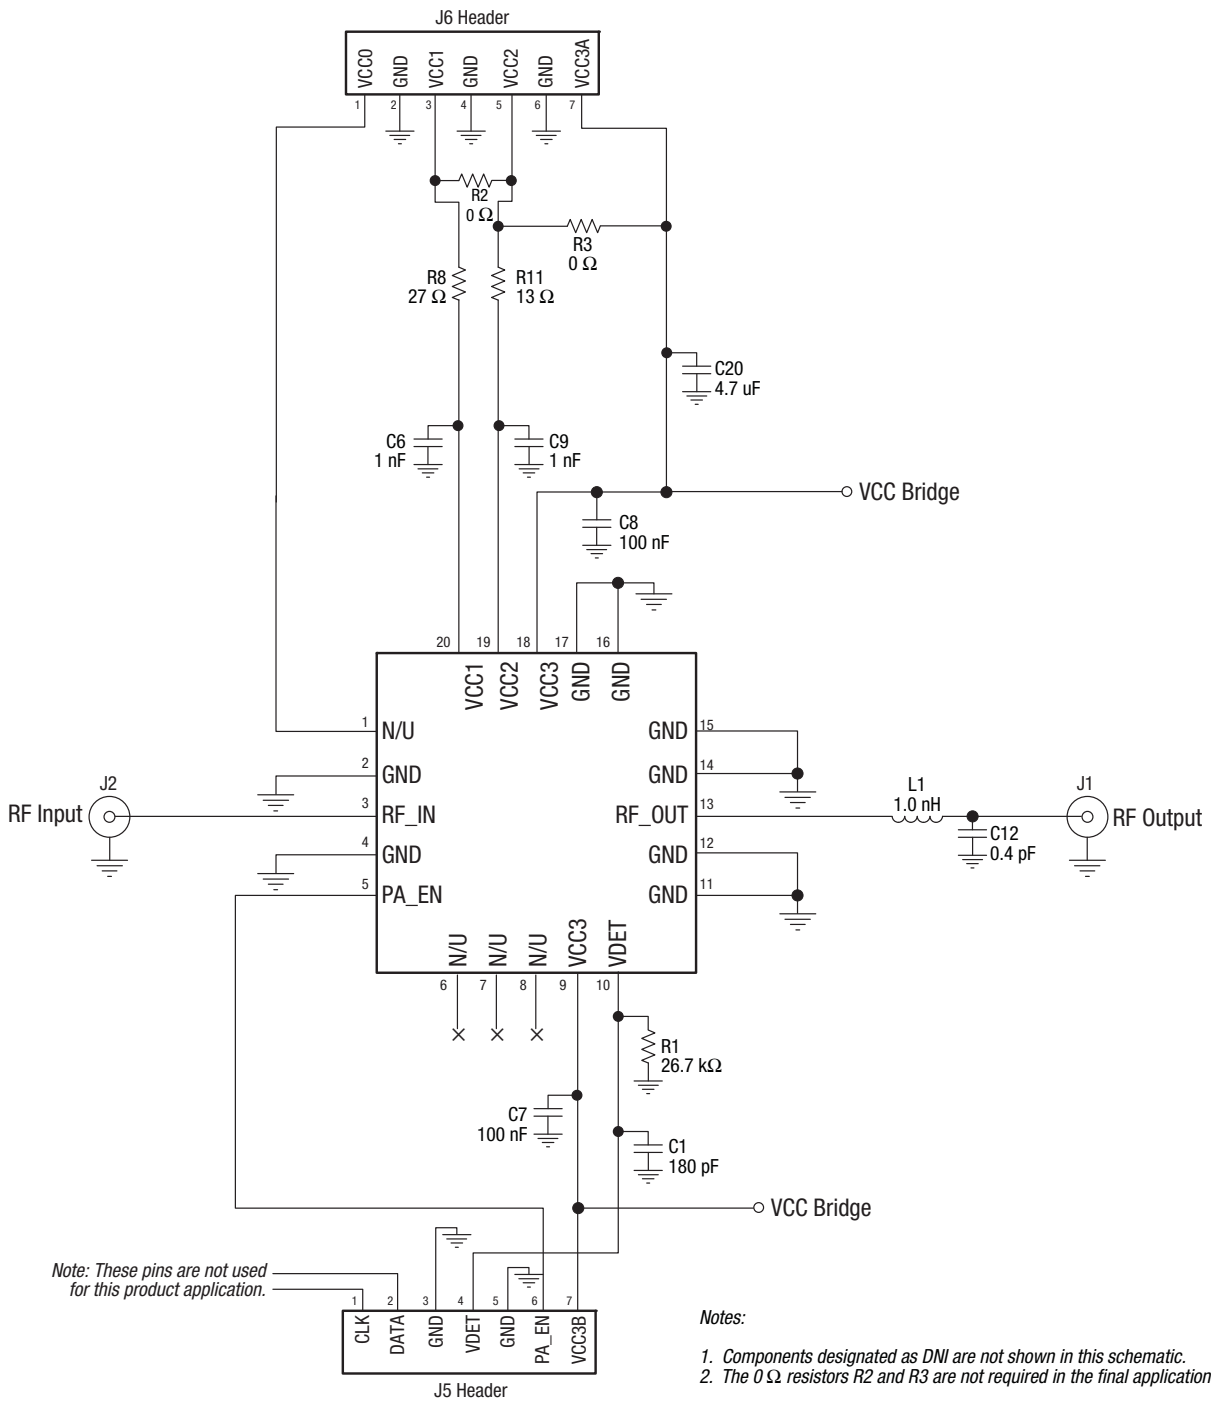 J6 Header
VCC0
GND
VCC1
GND
VCC2
GND
VCC3A
1
2
3
4
5
6
7
R2
0 Ω
R3
0 Ω
R8
27 Ω
R11
13 Ω
C20
4.7 uF
C6
1 nF
C9
1 nF
VCC Bridge
C8
100 nF
20
19
18
17
16
VCC1
VCC2
VCC3
GND
GND
1
N/U
GND
15
2
GND
GND
14
J2
RF Input
3
RF_IN
RF_OUT
13
L1
1.0 nH
J1
RF Output
C12
0.4 pF
4
GND
GND
12
5
PA_EN
GND
11
N/U
N/U
N/U
VCC3
VDET
6
7
8
9
10
R1
26.7 kΩ
C7
100 nF
C1
180 pF
VCC Bridge
Note: These pins are not used
for this product application.
1
2
3
4
5
6
7
CLK
DATA
GND
VDET
GND
PA_EN
VCC3B
J5 Header
Notes:
1. Components designated as DNI are not shown in this schematic.
2. The 0 Ω resistors R2 and R3 are not required in the final application